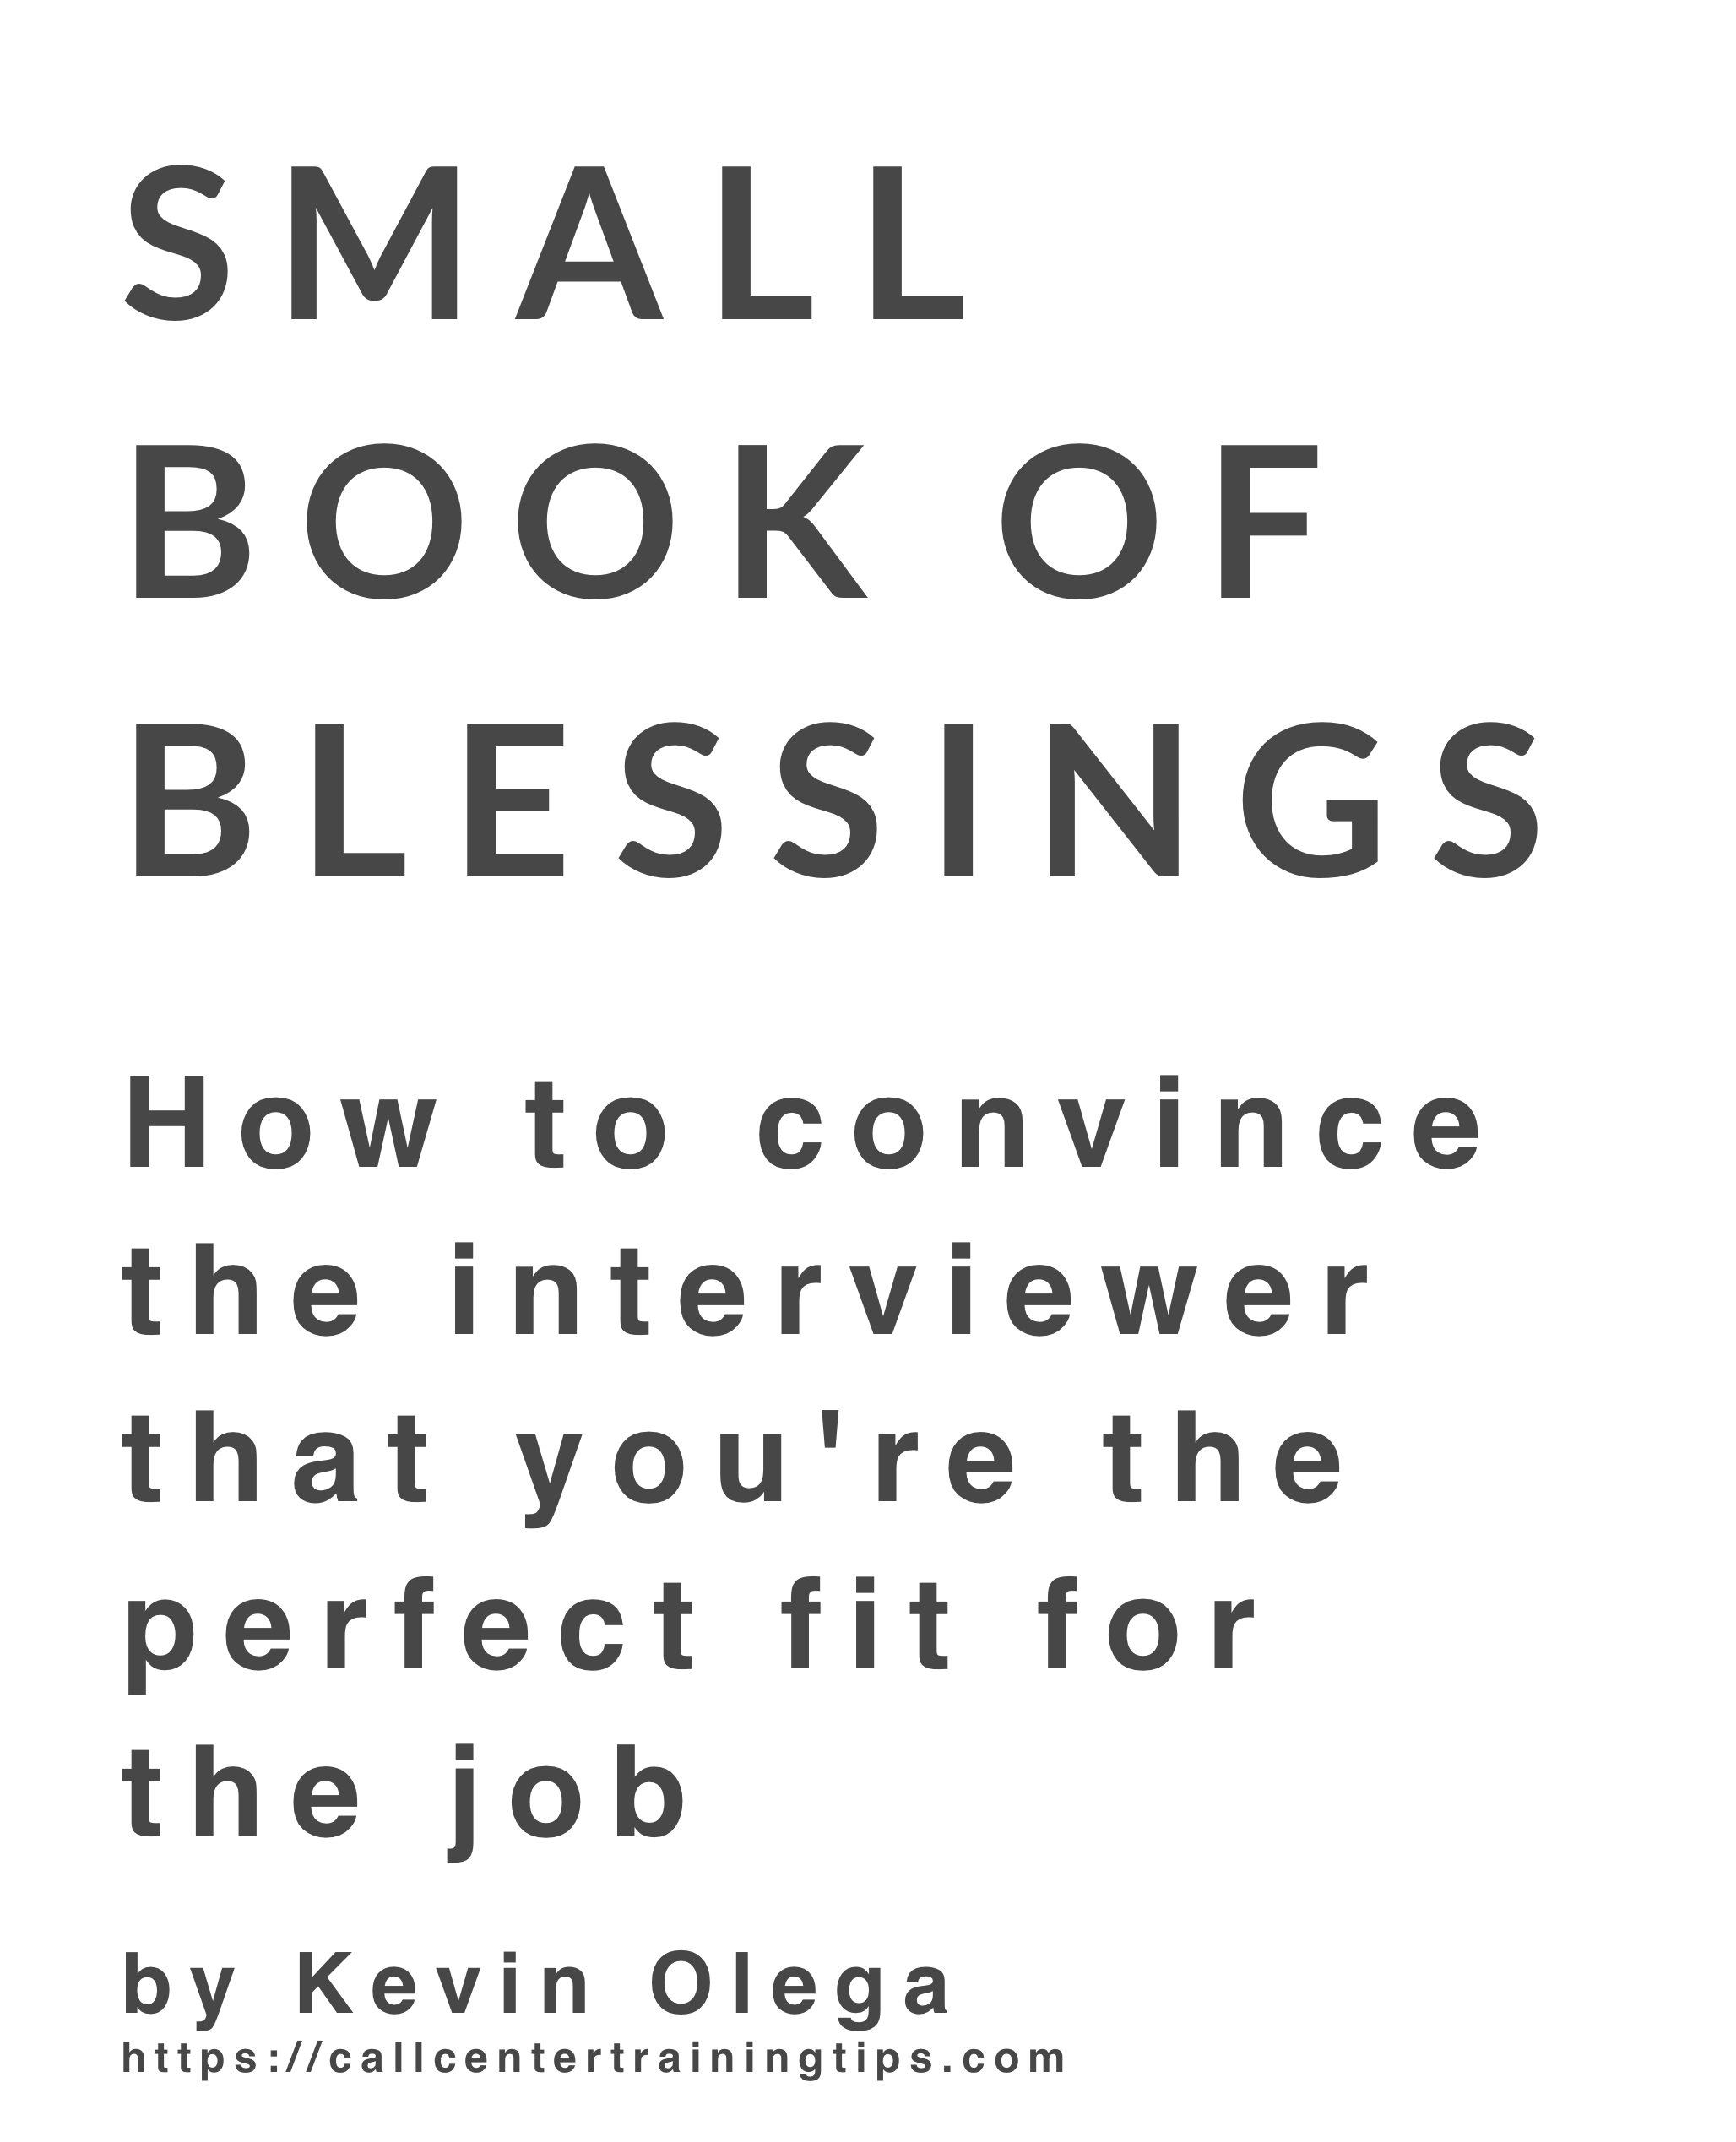 SMALL
BOOK OF
BLESSINGS
How to convince
the interviewer
that you're the
perfect fit for
the job
by Kevin Olega
https://callcentertrainingtips.com